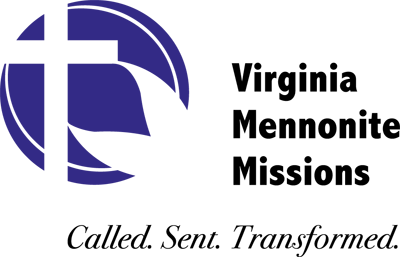 Virginia
Mennonite
Missions
Called. Sent. Transformed.